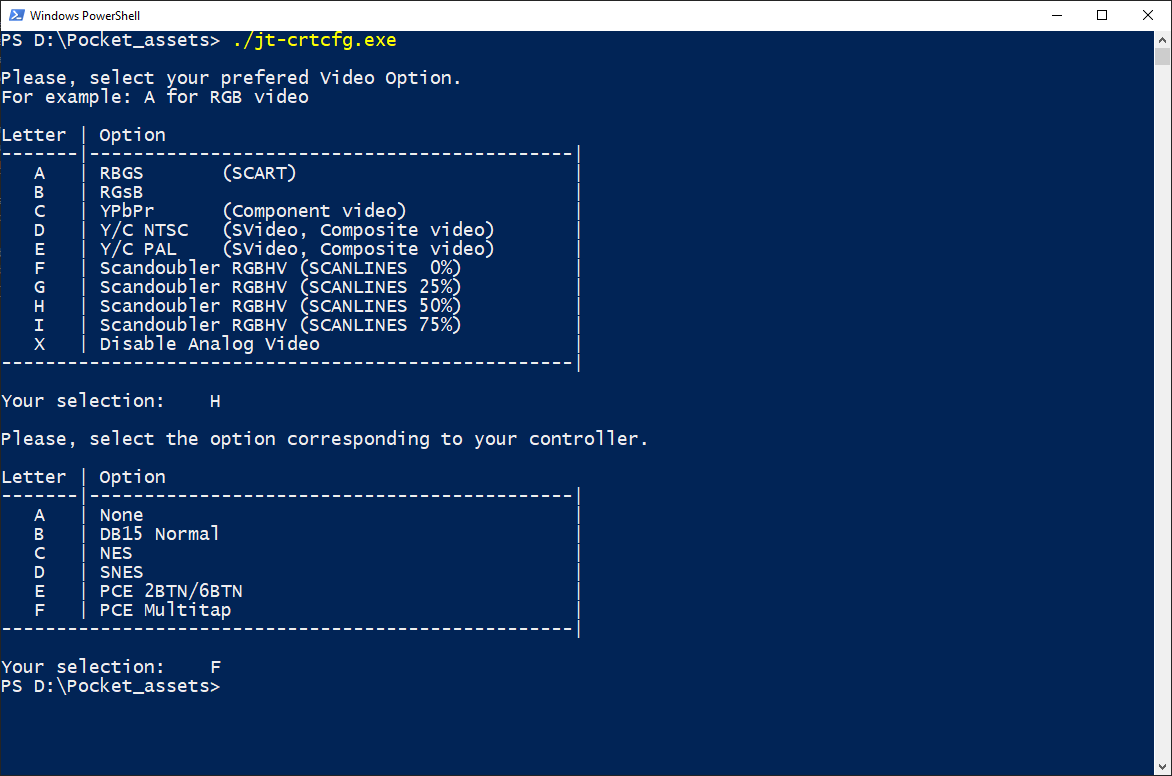 Windows PowerShell
PS D:\Pocket_assets> ./jt-crtcfg.exe
Please, select your prefered Video Option.
For example: A for RGB video
Letter | Option
-------|--------------------------------------------|
   A   | RBGS       (SCART)                         |
   B   | RGsB                                       |
   C   | YPbPr      (Component video)               |
   D   | Y/C NTSC   (SVideo, Composite video)       |
   E   | Y/C PAL    (SVideo, Composite video)       |
   F   | Scandoubler RGBHV (SCANLINES  0%)          |
   G   | Scandoubler RGBHV (SCANLINES 25%)          |
   H   | Scandoubler RGBHV (SCANLINES 50%)          |
   I   | Scandoubler RGBHV (SCANLINES 75%)          |
   X   | Disable Analog Video                       |
----------------------------------------------------|
Your selection:    H
Please, select the option corresponding to your controller.
Letter | Option
-------|--------------------------------------------|
   A   | None                                       |
   B   | DB15 Normal                                |
   C   | NES                                        |
   D   | SNES                                       |
   E   | PCE 2BTN/6BTN                              |
   F   | PCE Multitap                               |
----------------------------------------------------|
Your selection:    F
PS D:\Pocket_assets>